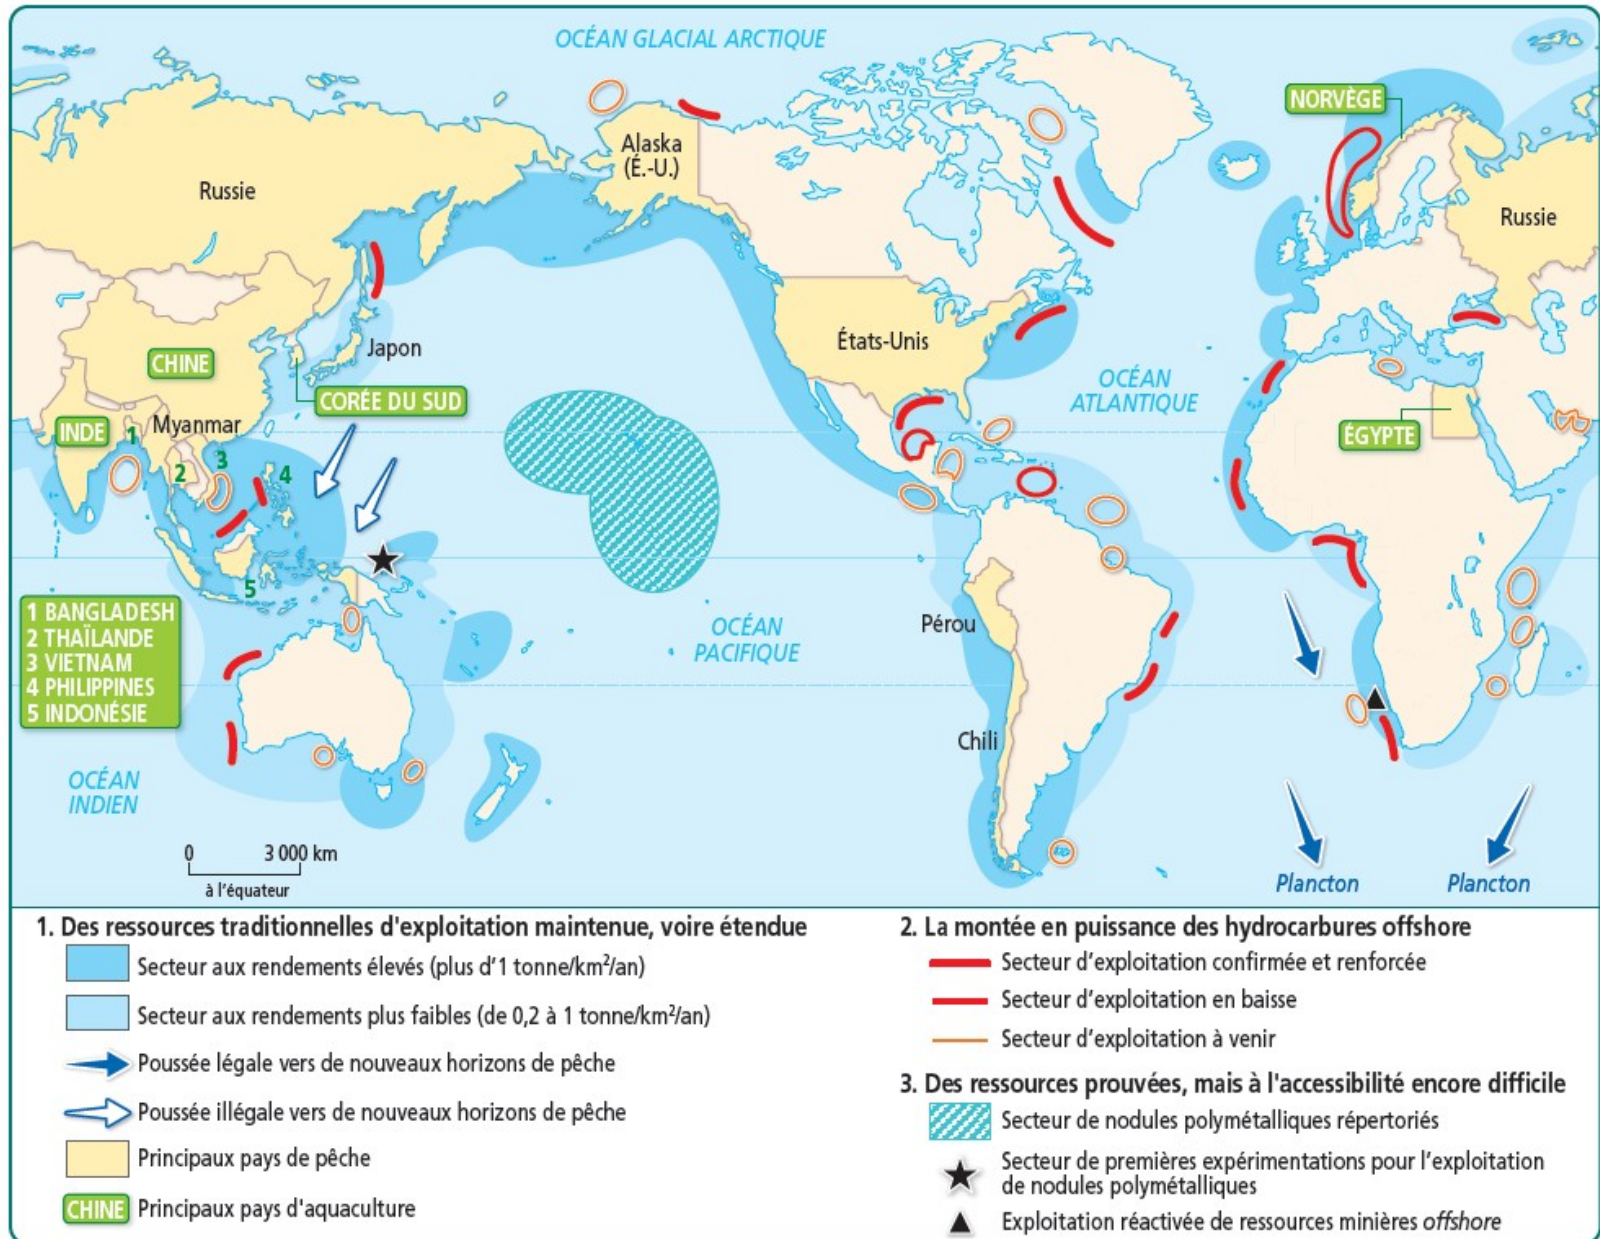 OCÉAN GLACIAL ARCTIQUE
NORVÈGE
Alaska
(É.-U.)
Russie
Russie
États-Unis
Japon
CHINE
CORÉE DU SUD
OCÉAN
ATLANTIQUE
INDE
1
Myanmar
ÉGYPTE
2
3
4
5
1 BANGLADESH
2 THAÏLANDE
3 VIETNAM
4 PHILIPPINES
5 INDONÉSIE
Pérou
OCÉAN
PACIFIQUE
Chili
OCÉAN
INDIEN
0 3 000 km
à l'équateur
Plancton
Plancton
1. Des ressources traditionnelles d'exploitation maintenue, voire étendue
Secteur aux rendements élevés (plus d'1 tonne/km²/an)
Secteur aux rendements plus faibles (de 0,2 à 1 tonne/km²/an)
Poussée légale vers de nouveaux horizons de pêche
Poussée illégale vers de nouveaux horizons de pêche
Principaux pays de pêche
CHINE Principaux pays d'aquaculture
2. La montée en puissance des hydrocarbures offshore
Secteur d'exploitation confirmée et renforcée
Secteur d'exploitation en baisse
Secteur d'exploitation à venir
3. Des ressources prouvées, mais à l'accessibilité encore difficile
Secteur de nodules polymétalliques répertoriés
Secteur de premières expérimentations pour l'exploitation
de nodules polymétalliques
Exploitation réactivée de ressources minières offshore